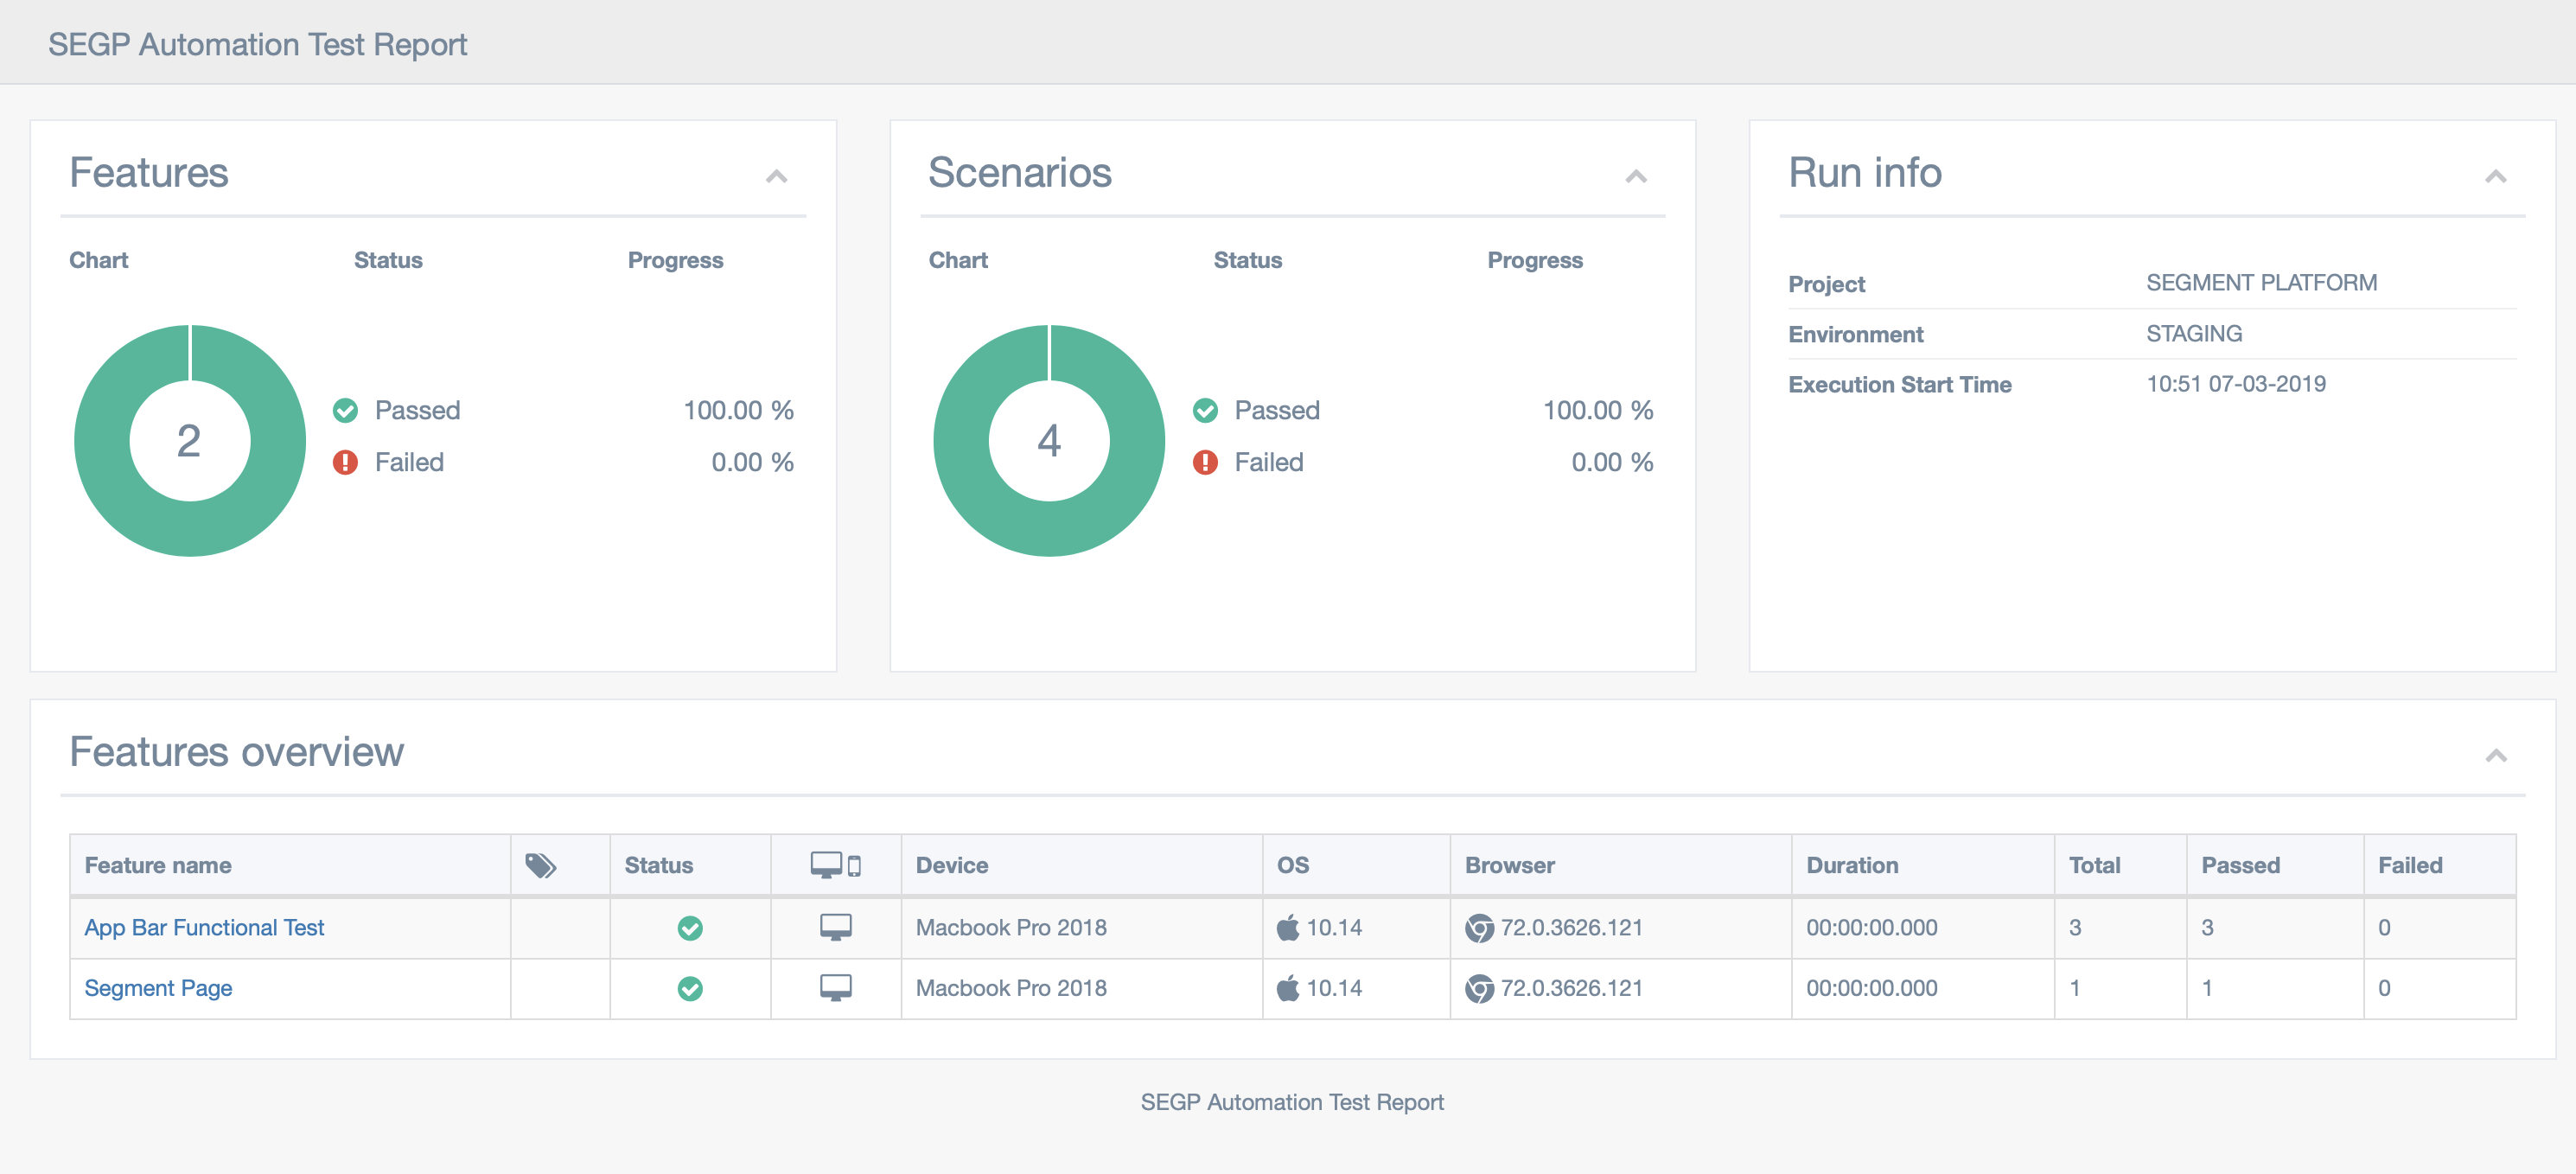 SEGP Automation Test Report
Features
Chart Status Progress
2
Passed 100.00 %
Failed 0.00 %
Scenarios
Chart Status Progress
4
Passed 100.00 %
Failed 0.00 %
Run info
Project SEGMENT PLATFORM
Environment STAGING
Execution Start Time 10:51 07-03-2019
Features overview
Feature name Status Device OS Browser Duration Total Passed Failed
App Bar Functional Test Macbook Pro 2018 10.14 72.0.3626.121 00:00:00.000 3 3 0
Segment Page Macbook Pro 2018 10.14 72.0.3626.121 00:00:00.000 1 1 0
SEGP Automation Test Report